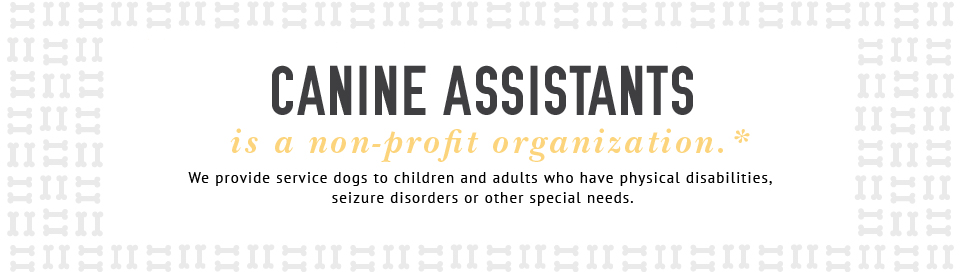 CANINE ASSISTANTS
is a non-profit organization.*
We provide service dogs to children and adults who have physical disabilities,
seizure disorders or other special needs.